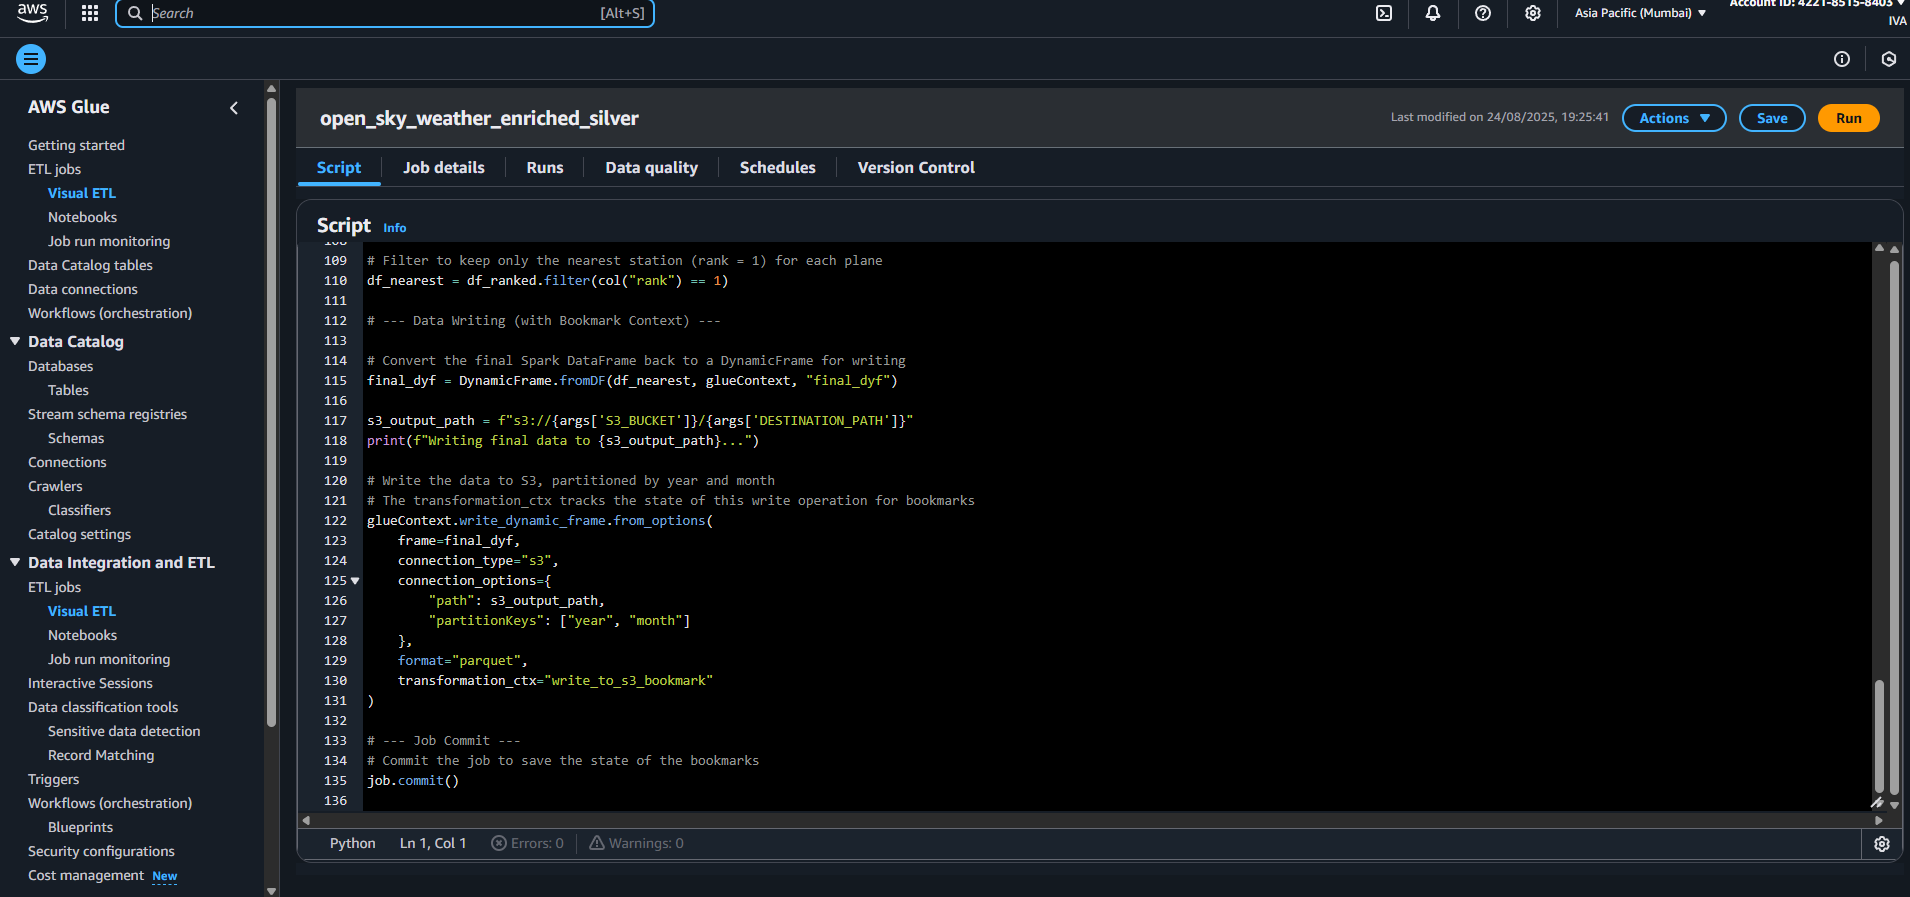 aws
Search
[Alt+S]
Asia Pacific (Mumbai)
Account ID: 4221-8515-8403
IVA
AWS Glue
Getting started
ETL jobs
Visual ETL
Notebooks
Job run monitoring
Data Catalog tables
Data connections
Workflows (orchestration)
Data Catalog
Databases
Tables
Stream schema registries
Schemas
Connections
Crawlers
Classifiers
Catalog settings
Data Integration and ETL
ETL jobs
Visual ETL
Notebooks
Job run monitoring
Interactive Sessions
Data classification tools
Sensitive data detection
Record Matching
Triggers
Workflows (orchestration)
Blueprints
Security configurations
Cost management New
open_sky_weather_enriched_silver
Last modified on 24/08/2025, 19:25:41
Actions
Save
Run
Script
Job details
Runs
Data quality
Schedules
Version Control
Script Info
109 # Filter to keep only the nearest station (rank = 1) for each plane
110 df_nearest = df_ranked.filter(col("rank") == 1)
111
112 # --- Data Writing (with Bookmark Context) ---
113
114 # Convert the final Spark DataFrame back to a DynamicFrame for writing
115 final_dyf = DynamicFrame.fromDF(df_nearest, glueContext, "final_dyf")
116
117 s3_output_path = f"s3://{args['S3_BUCKET']}/{args['DESTINATION_PATH']}"
118 print(f"Writing final data to {s3_output_path}...")
119
120 # Write the data to S3, partitioned by year and month
121 # The transformation_ctx tracks the state of this write operation for bookmarks
122 glueContext.write_dynamic_frame.from_options(
123     frame=final_dyf,
124     connection_type="s3",
125     connection_options={
126         "path": s3_output_path,
127         "partitionKeys": ["year", "month"]
128     },
129     format="parquet",
130     transformation_ctx="write_to_s3_bookmark"
131 )
132
133 # --- Job Commit ---
134 # Commit the job to save the state of the bookmarks
135 job.commit()
136
Python
Ln 1, Col 1
Errors: 0
Warnings: 0